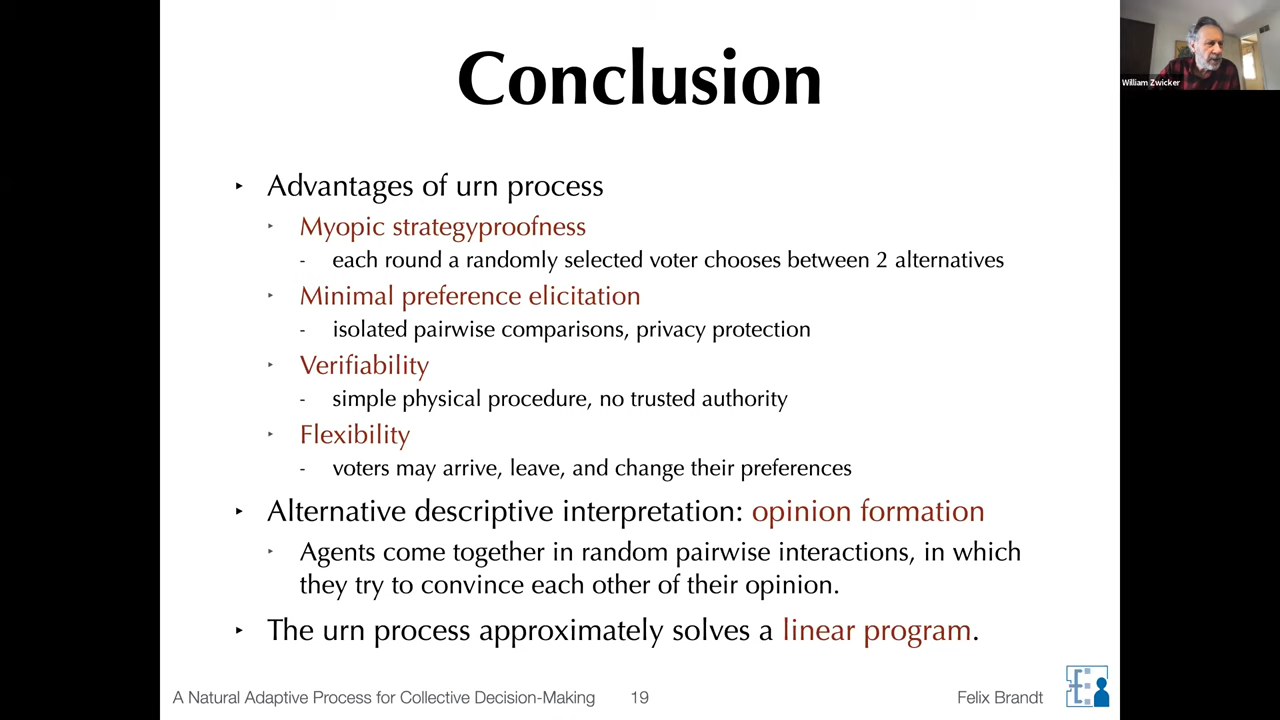 Conclusion
William Zwicker
‣ Advantages of urn process
‣ Myopic strategyproofness
- each round a randomly selected voter chooses between 2 alternatives
‣ Minimal preference elicitation
- isolated pairwise comparisons, privacy protection
‣ Verifiability
- simple physical procedure, no trusted authority
‣ Flexibility
- voters may arrive, leave, and change their preferences
‣ Alternative descriptive interpretation: opinion formation
‣ Agents come together in random pairwise interactions, in which
they try to convince each other of their opinion.
‣ The urn process approximately solves a linear program.
A Natural Adaptive Process for Collective Decision-Making 19 Felix Brandt